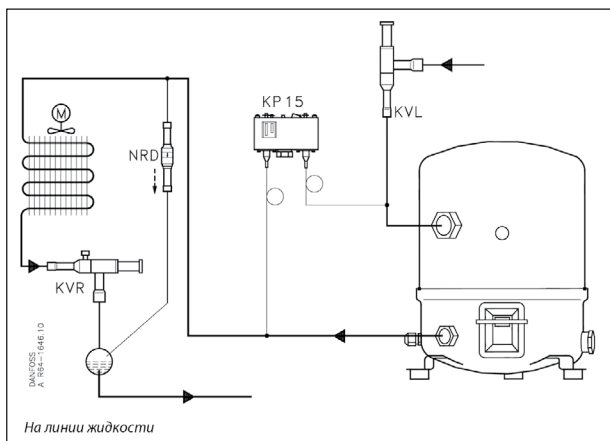 KP 15
KVL
M
NRD
KVR
DANFOSS
A R64-1646.10
На линии жидкости